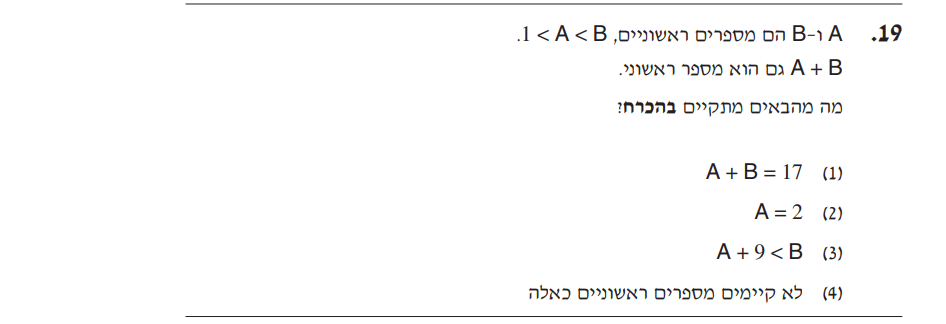 19. A ו-B הם מספרים ראשוניים, 1 < A < B.
A + B גם הוא מספר ראשוני.
מה מהבאים מתקיים בהכרח?
(1) A + B = 17
(2) A = 2
(3) A + 9 < B
(4) לא קיימים מספרים ראשוניים כאלה